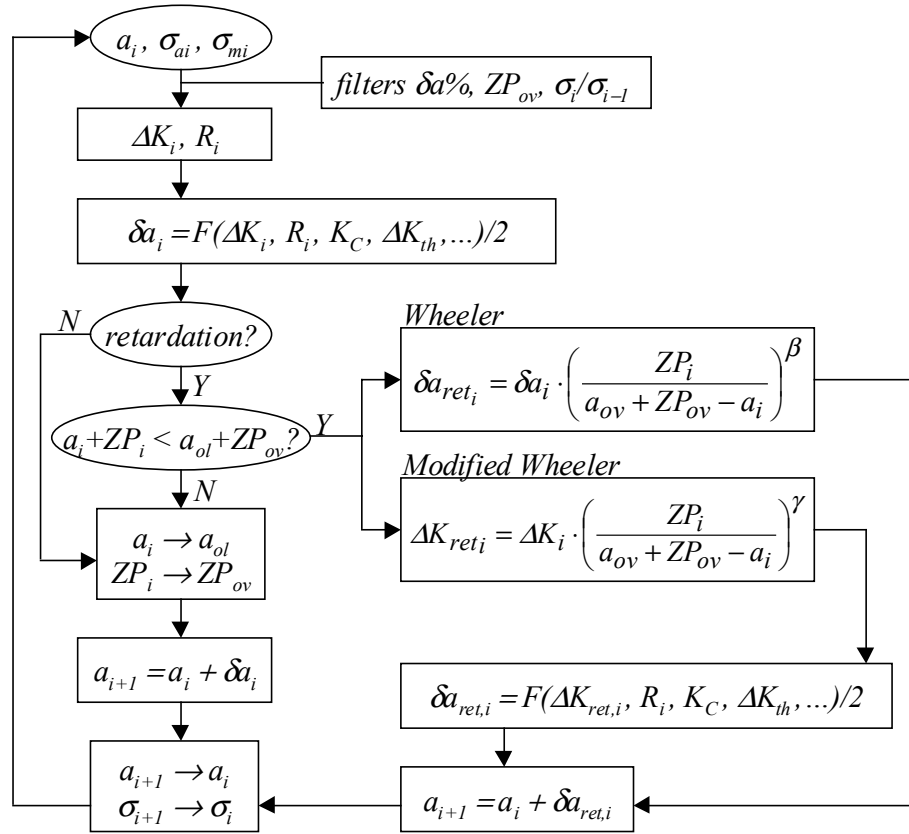 a_i, σ_ai, σ_mi
filters δa%, ZP_ov, σ_i/σ_i–1
ΔK_i, R_i
δa_i = F(ΔK_i, R_i, K_C, ΔK_th,...)/2
N
retardation?
Y
a_i+ZP_i < a_ol+ZP_ov?
Y
N
Wheeler
δa_ret_i = δa_i · (ZP_i / (a_ov + ZP_ov − a_i))^β
Modified Wheeler
ΔK_ret_i = ΔK_i · (ZP_i / (a_ov + ZP_ov − a_i))^γ
a_i → a_ol
ZP_i → ZP_ov
a_i+1 = a_i + δa_i
δa_ret,i = F(ΔK_ret,i, R_i, K_C, ΔK_th,...)/2
a_i+1 → a_i
σ_i+1 → σ_i
a_i+1 = a_i + δa_ret,i